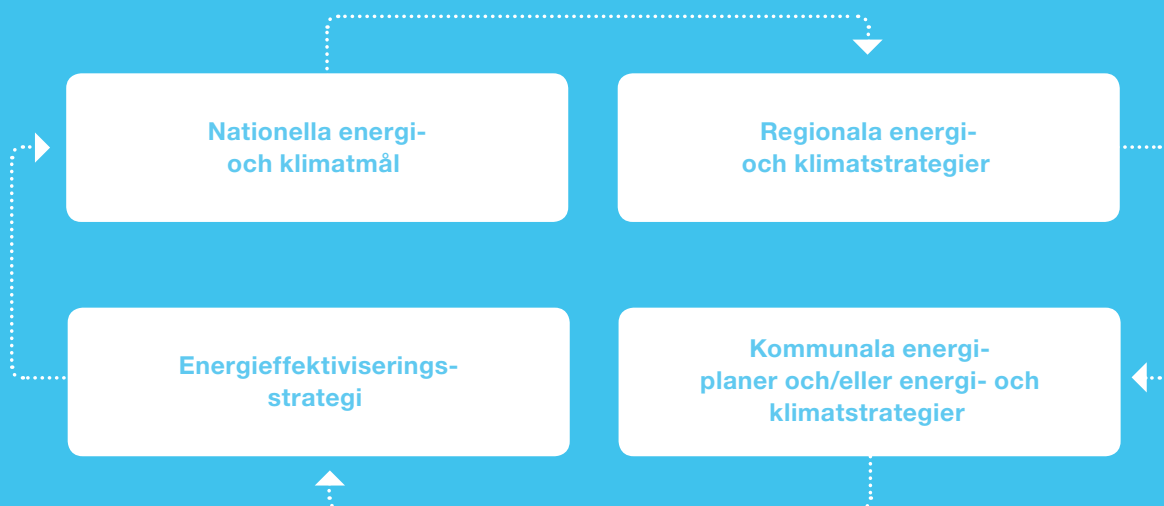 Nationella energi-
och klimatmål
Regionala energi-
och klimatstrategier
Energieffektiviserings-
strategi
Kommunala energi-
planer och/eller energi- och
klimatstrategier